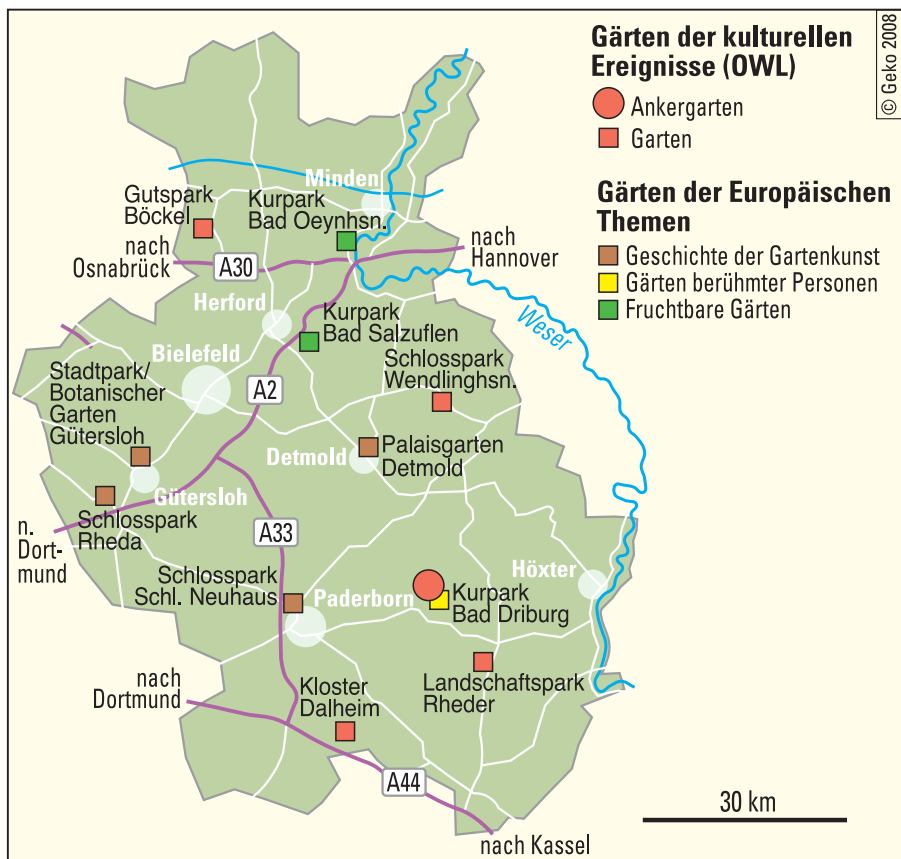 Gärten der kulturellen
Ereignisse (OWL)
Ankergarten
Garten
Gärten der Europäischen
Themen
Geschichte der Gartenkunst
Gärten berühmter Personen
Fruchtbare Gärten
© Geko 2008
Minden
Gutspark
Böckel
Kurpark
Bad Oeynhsn.
nach
Osnabrück
A30
nach
Hannover
Herford
Kurpark
Bad Salzuflen
Weser
Bielefeld
Schlosspark
Wendlinghsn.
Stadtpark/
Botanischer
Garten
Gütersloh
A2
Detmold
Palaisgarten
Detmold
Gütersloh
Schlosspark
Rheda
n.
Dort-
mund
A33
Schlosspark
Schl. Neuhaus
Paderborn
Höxter
Kurpark
Bad Driburg
nach
Dortmund
Kloster
Dalheim
Landschaftspark
Rheder
A44
nach Kassel
30 km